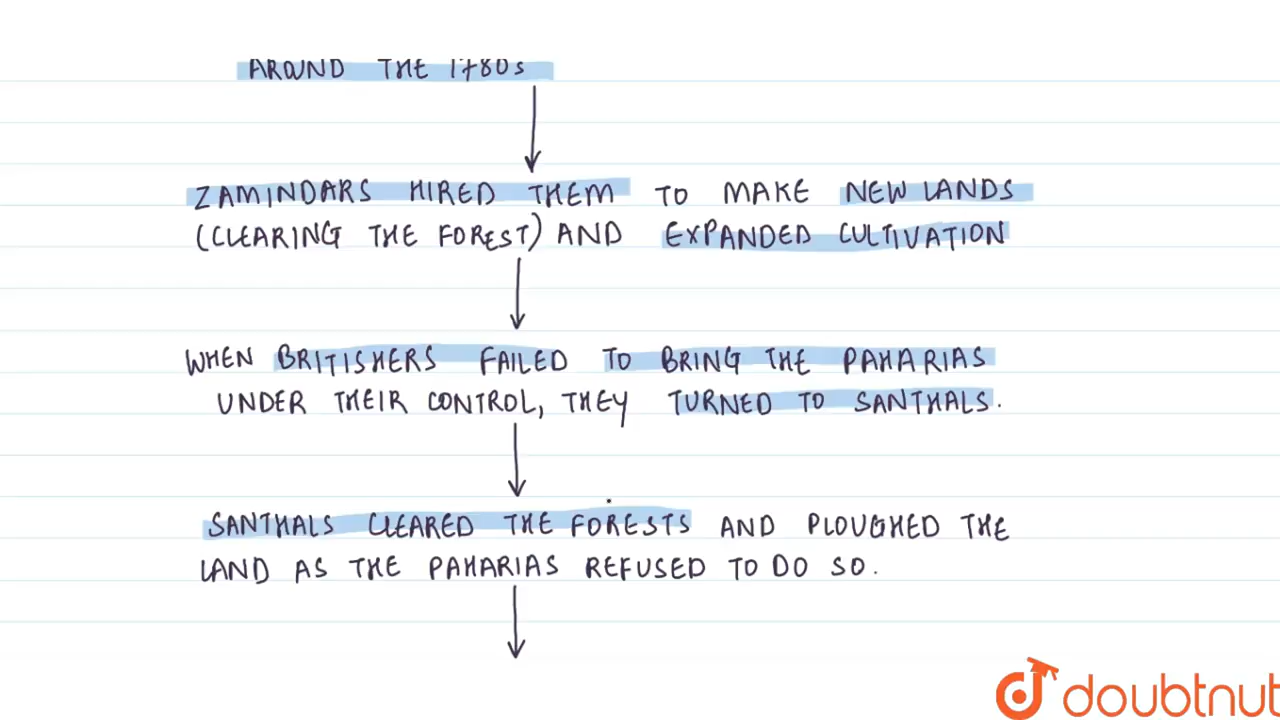 AROUND THE 1780s
ZAMINDARS HIRED THEM TO MAKE NEW LANDS
(CLEARING THE FOREST) AND EXPANDED CULTIVATION
WHEN BRITISHERS FAILED TO BRING THE PAHARIAS
UNDER THEIR CONTROL, THEY TURNED TO SANTHALS.
SANTHALS CLEARED THE FORESTS AND PLOUGHED THE
LAND AS THE PAHARIAS REFUSED TO DO SO.
doubtnut